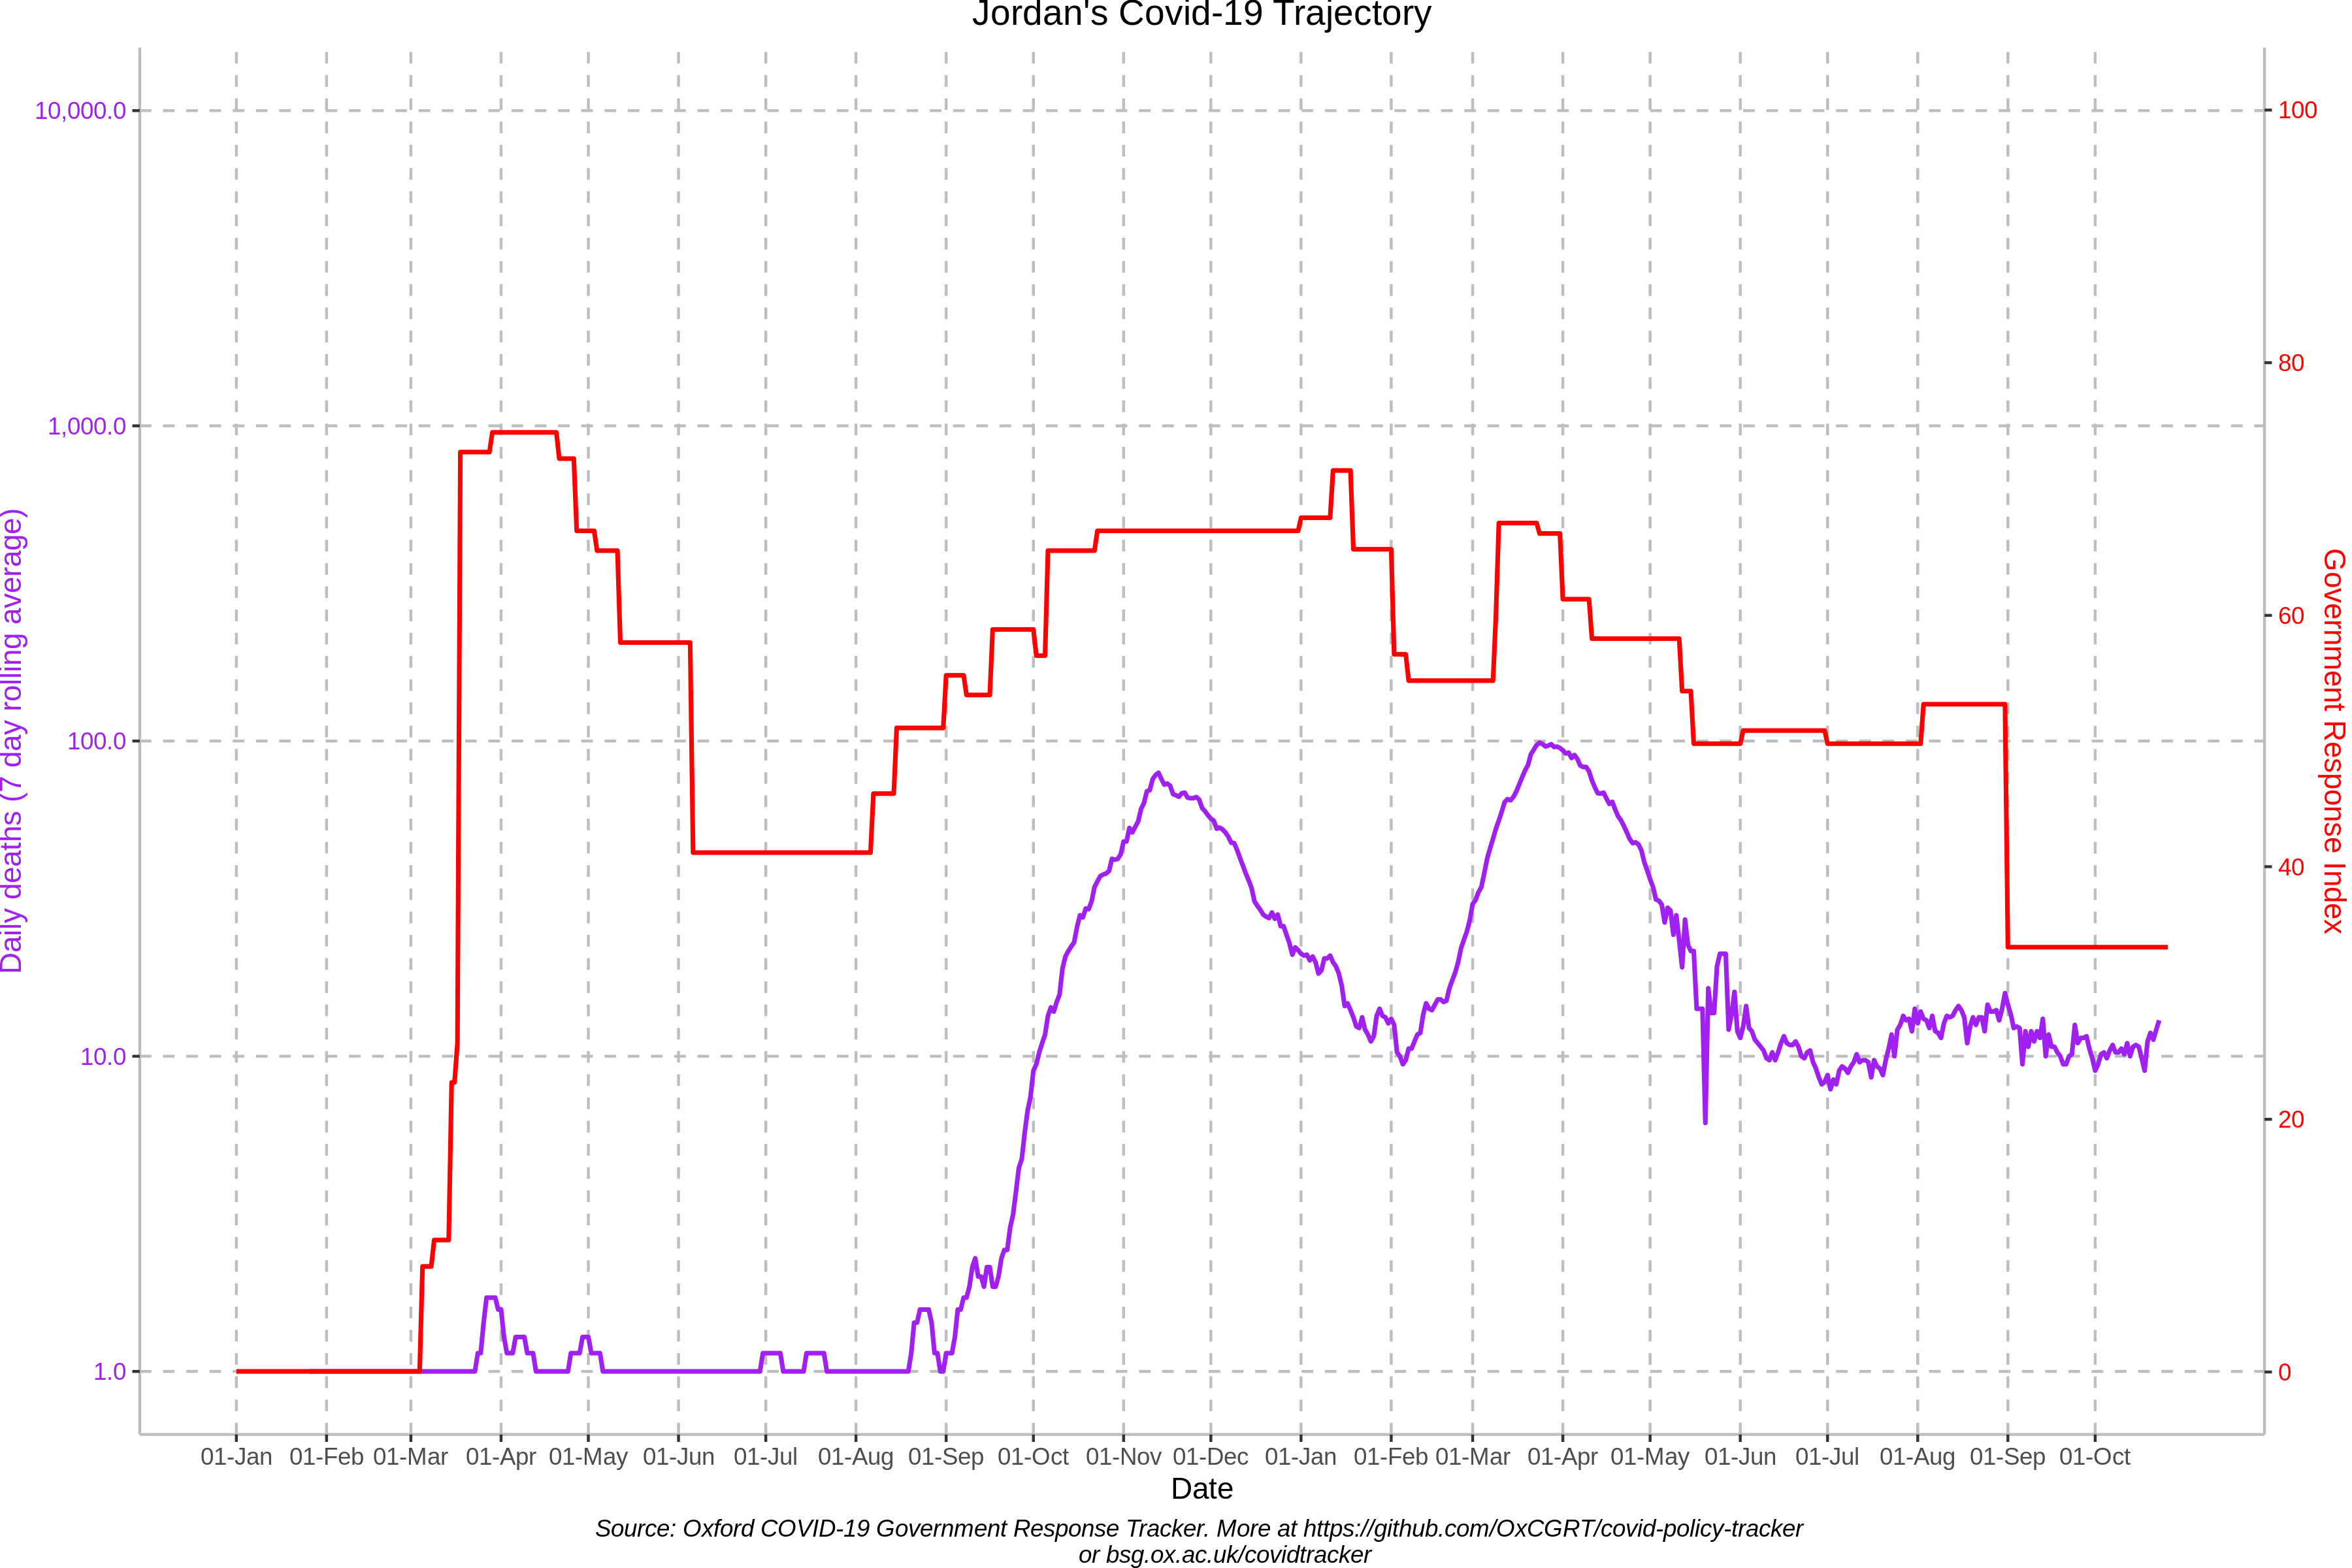 Jordan's Covid-19 Trajectory
10,000.0
1,000.0
100.0
10.0
1.0
Daily deaths (7 day rolling average)
100
80
60
40
20
0
Government Response Index
01-Jan 01-Feb 01-Mar 01-Apr 01-May 01-Jun 01-Jul 01-Aug 01-Sep 01-Oct 01-Nov 01-Dec 01-Jan 01-Feb 01-Mar 01-Apr 01-May 01-Jun 01-Jul 01-Aug 01-Sep 01-Oct
Date
Source: Oxford COVID-19 Government Response Tracker. More at https://github.com/OxCGRT/covid-policy-tracker
or bsg.ox.ac.uk/covidtracker